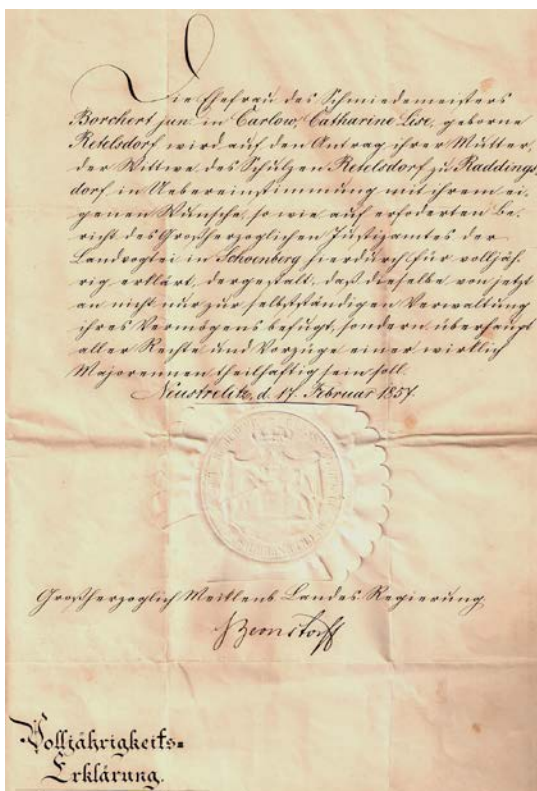 Die Ehefrau des Schmiedemeisters
Borchert jun. in Carlow, Catharine Lise, geborne
Retelsdorf wird auf den Antrag ihrer Mutter,
der Wittwe des Schulzen Retelsdorf zu Raddings,
dorf in Uebereinstimmung mit ihrem ei,
genen Wunsche, so wie auf erforderten Be,
richt des Großherzoglichen Justizamtes der
Landvogtei in Schoenberg hierdurch für volljäh,
rig erklärt, dergestalt, daß dieselbe von jetzt
an nicht nur zur selbstständigen Verwaltung
ihres Vermögens befugt, sondern überhaupt
aller Rechte und Vorzüge einer wirklich
Majorennen theilhaftig sein soll.
Neustrelitz, d. 17. Februar 1857.
Großherzoglich Mecklenb. Landes-Regierung.
Bernstorff
Volljährigkeits=
Erklärung.